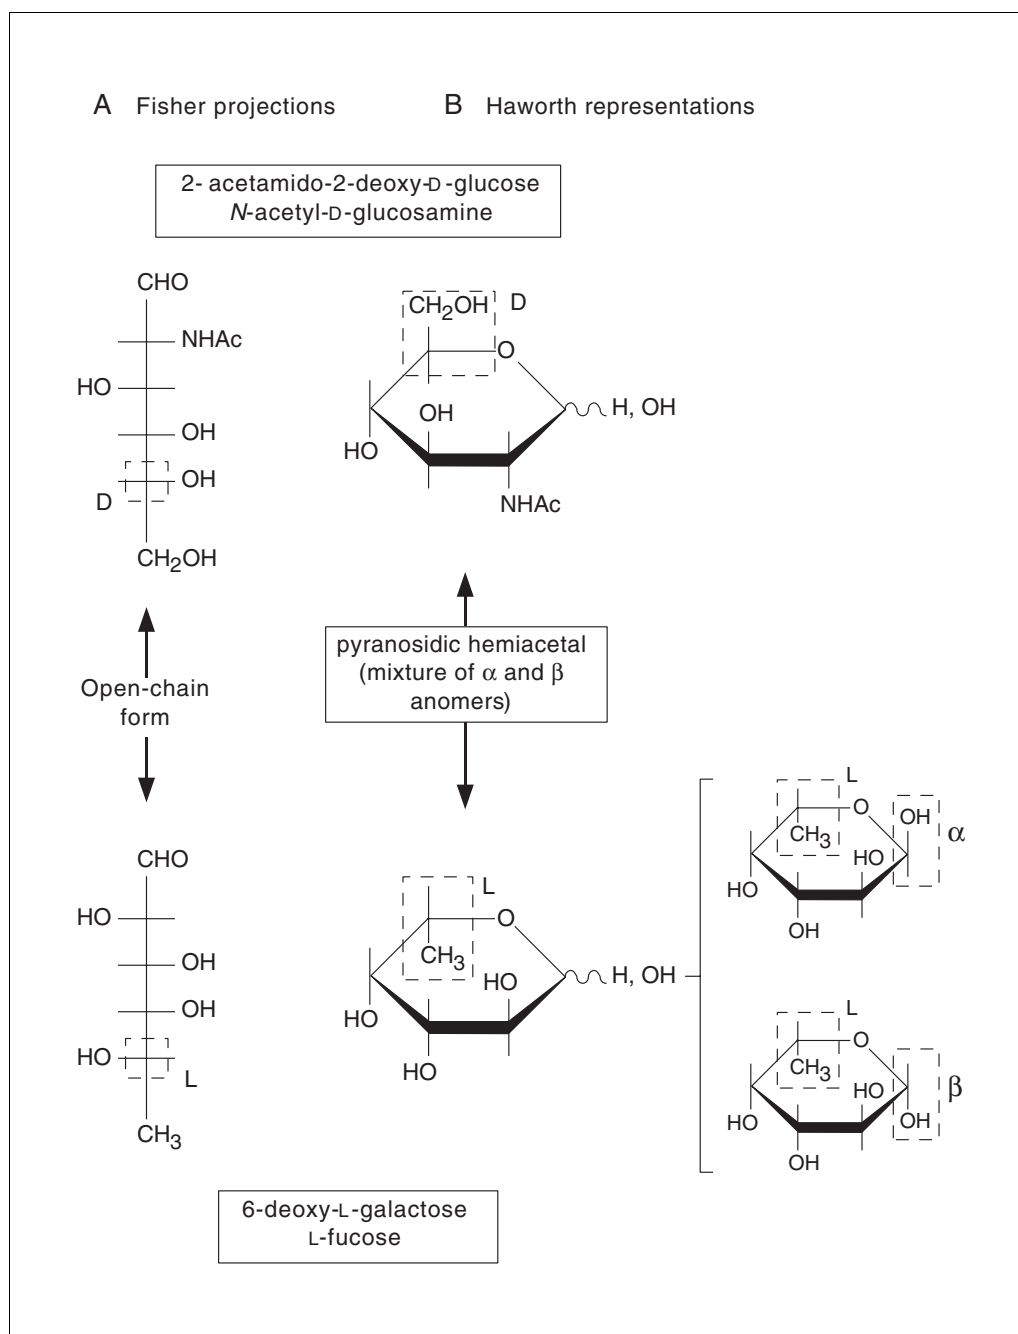 A Fisher projections
B Haworth representations
2- acetamido-2-deoxy-D-glucose
N-acetyl-D-glucosamine
CHO
NHAc
HO
OH
OH
D
CH2OH
CH2OH
D
O
OH
H, OH
HO
NHAc
Open-chain
form
pyranosidic hemiacetal
(mixture of α and β
anomers)
CHO
HO
OH
OH
HO
L
CH3
L
O
CH3
HO
H, OH
HO
HO
L
O
OH
α
CH3
HO
HO
OH
L
O
CH3
HO
β
HO
OH
OH
6-deoxy-L-galactose
L-fucose